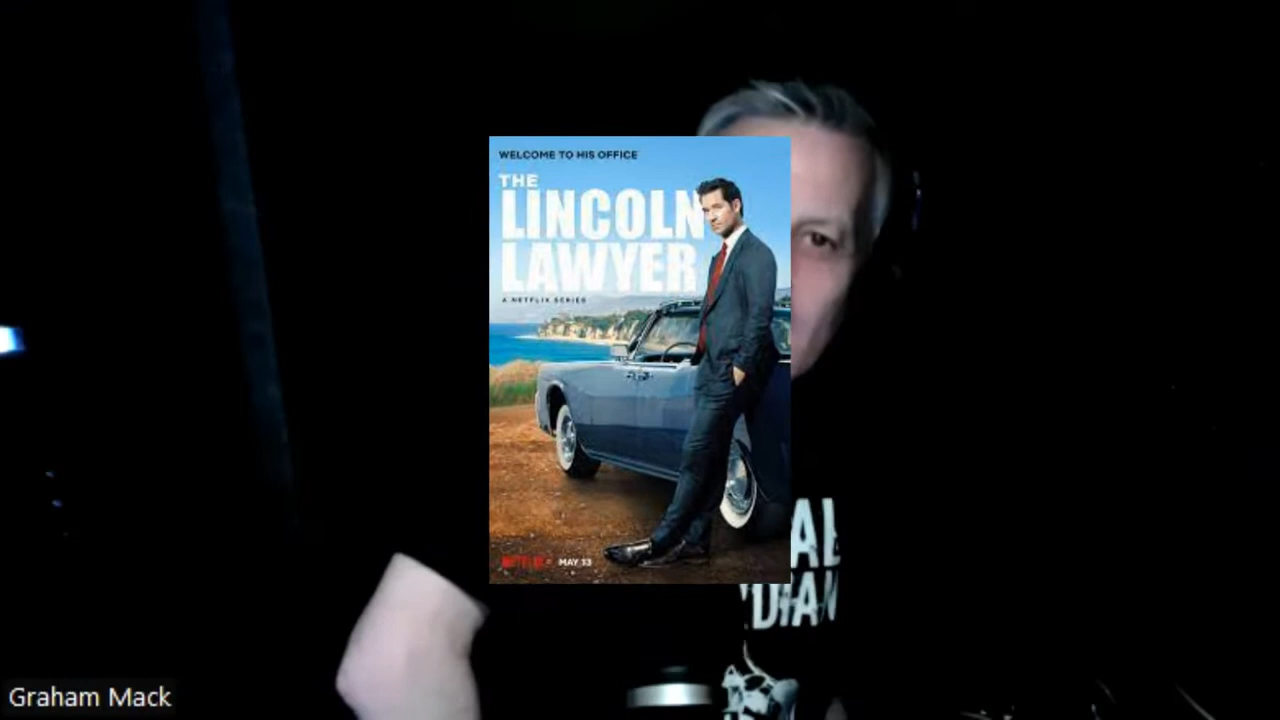 WELCOME TO HIS OFFICE
THE
LINCOLN
LAWYER
A NETFLIX SERIES
NETFLIX MAY 13
Graham Mack